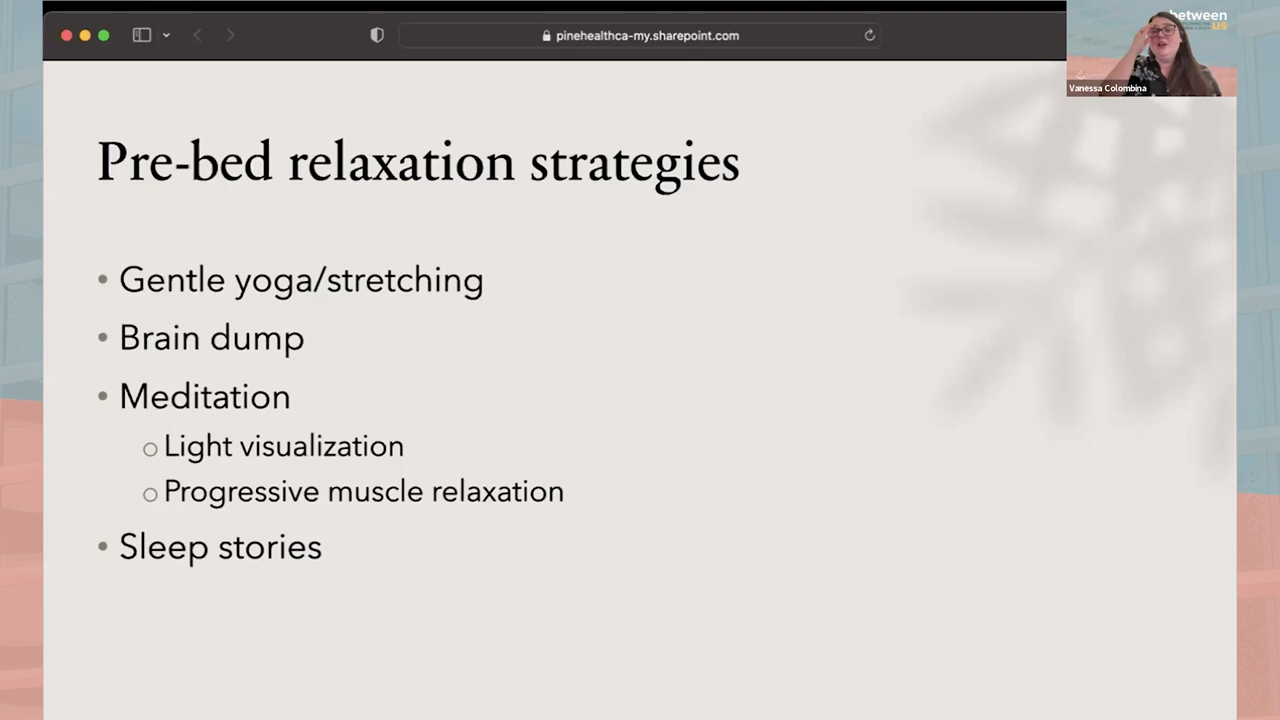 pinehealthca-my.sharepoint.com
between
US
Vanessa Colombina
Pre-bed relaxation strategies
• Gentle yoga/stretching
• Brain dump
• Meditation
○ Light visualization
○ Progressive muscle relaxation
• Sleep stories